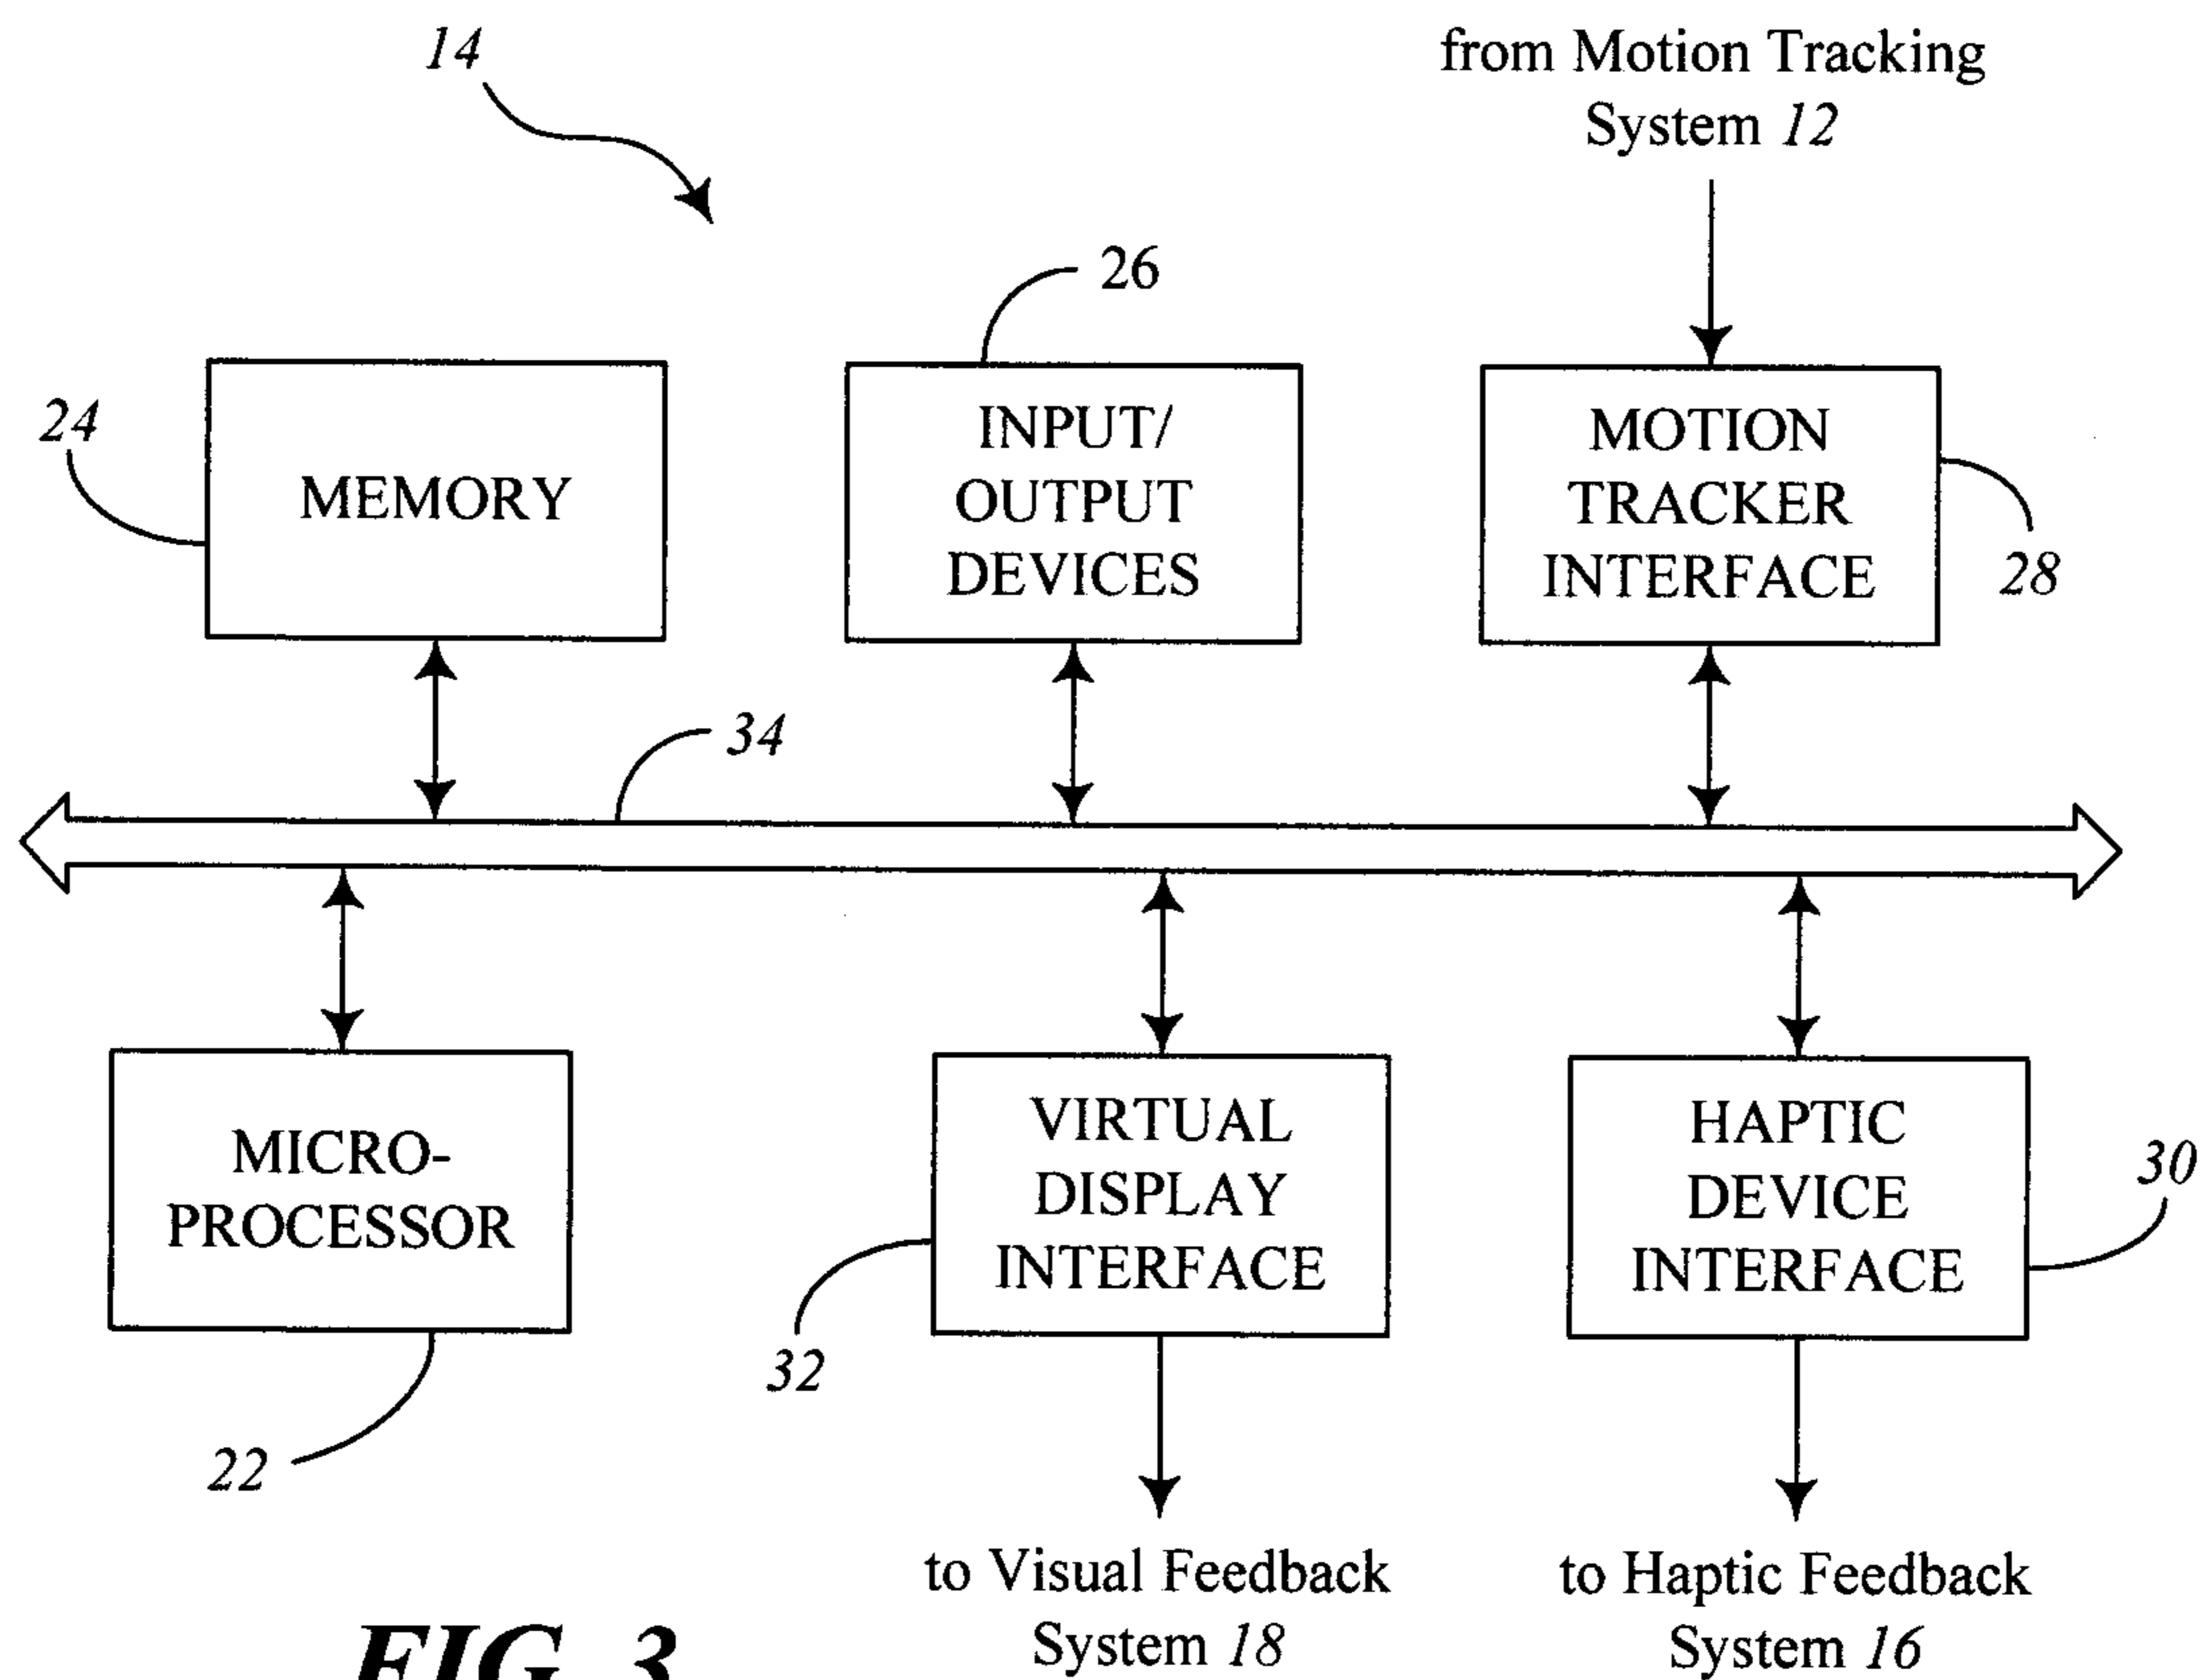 14
from Motion Tracking
System 12
26
24
MEMORY
INPUT/
OUTPUT
DEVICES
MOTION
TRACKER
INTERFACE
28
34
MICRO-
PROCESSOR
22
VIRTUAL
DISPLAY
INTERFACE
32
HAPTIC
DEVICE
INTERFACE
30
to Visual Feedback
System 18
to Haptic Feedback
System 16
FIG. 3